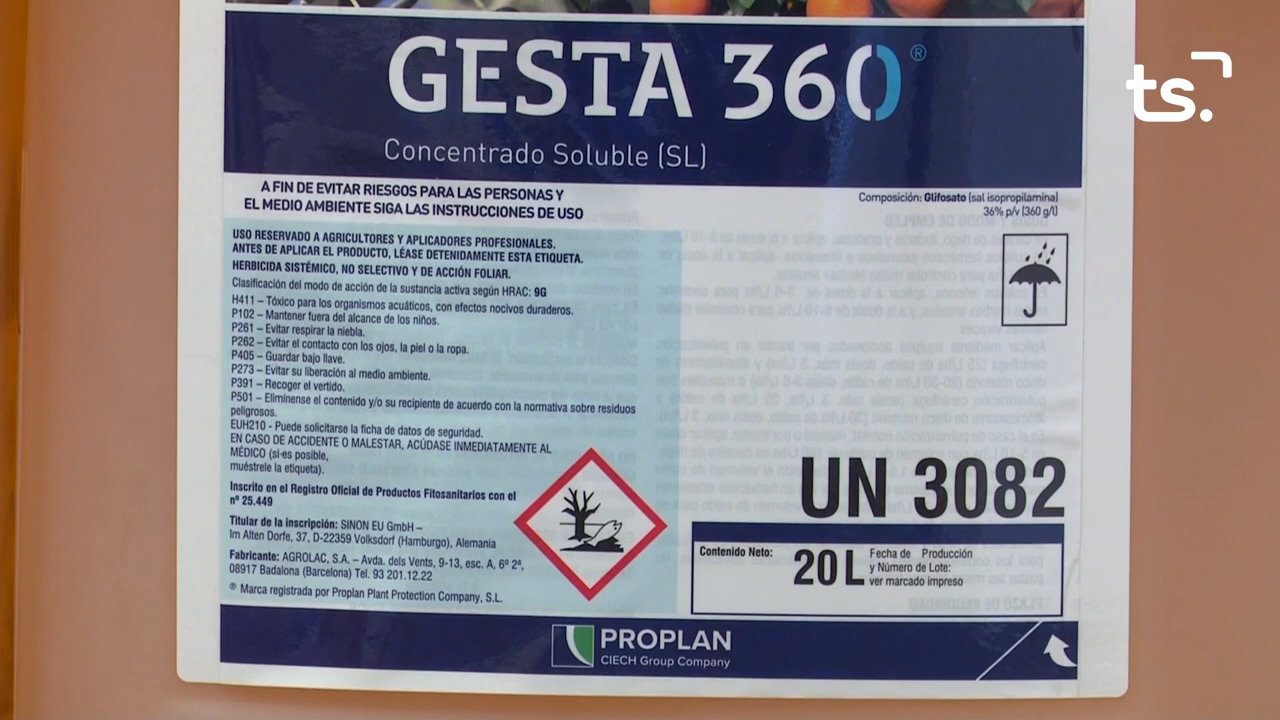 GESTA 360®
ts.
Concentrado Soluble (SL)
A FIN DE EVITAR RIESGOS PARA LAS PERSONAS Y
EL MEDIO AMBIENTE SIGA LAS INSTRUCCIONES DE USO
Composición: Glifosato (sal isopropilamina)
36% p/v (360 g/l)
USO RESERVADO A AGRICULTORES Y APLICADORES PROFESIONALES.
ANTES DE APLICAR EL PRODUCTO, LÉASE DETENIDAMENTE ESTA ETIQUETA.
HERBICIDA SISTÉMICO, NO SELECTIVO Y DE ACCIÓN FOLIAR.
Clasificación del modo de acción de la sustancia activa según HRAC: 9G
H411 – Tóxico para los organismos acuáticos, con efectos nocivos duraderos.
P102 – Mantener fuera del alcance de los niños.
P261 – Evitar respirar la niebla.
P262 – Evitar el contacto con los ojos, la piel o la ropa.
P405 – Guardar bajo llave.
P273 – Evitar su liberación al medio ambiente.
P391 – Recoger el vertido.
P501 – Elimínense el contenido y/o su recipiente de acuerdo con la normativa sobre residuos
peligrosos.
EUH210 - Puede solicitarse la ficha de datos de seguridad.
EN CASO DE ACCIDENTE O MALESTAR, ACÚDASE INMEDIATAMENTE AL
MÉDICO (si es posible,
muéstrele la etiqueta).
Inscrito en el Registro Oficial de Productos Fitosanitarios con el
nº 25.449
Titular de la inscripción: SINON EU GmbH –
Im Alten Dorfe, 37, D-22359 Volksdorf (Hamburgo), Alemania
Fabricante: AGROLAC, S.A. – Avda. dels Vents, 9-13, esc. A, 6º 2ª,
08917 Badalona (Barcelona) Tel. 93 201.12.22
® Marca registrada por Proplan Plant Protection Company, S.L.
UN 3082
Contenido Neto: 20 L
Fecha de Producción
y Número de Lote:
ver marcado impreso
PROPLAN
CIECH Group Company